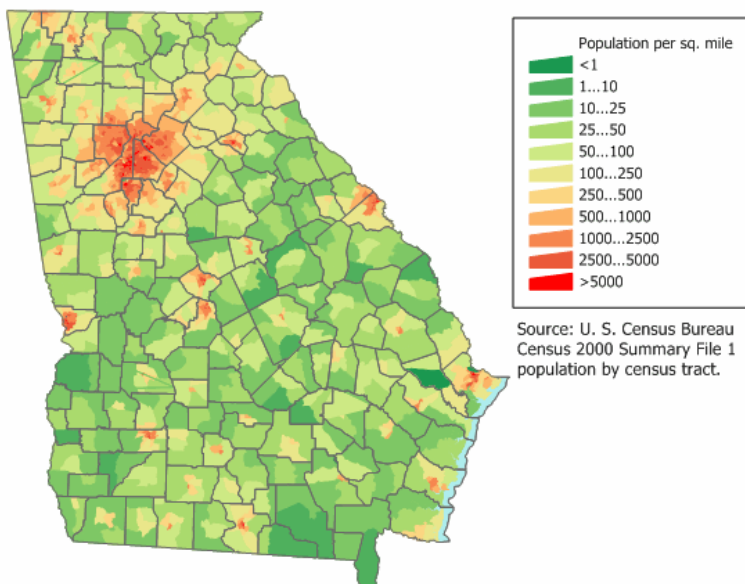 Population per sq. mile
<1
1...10
10...25
25...50
50...100
100...250
250...500
500...1000
1000...2500
2500...5000
>5000
Source: U. S. Census Bureau
Census 2000 Summary File 1
population by census tract.